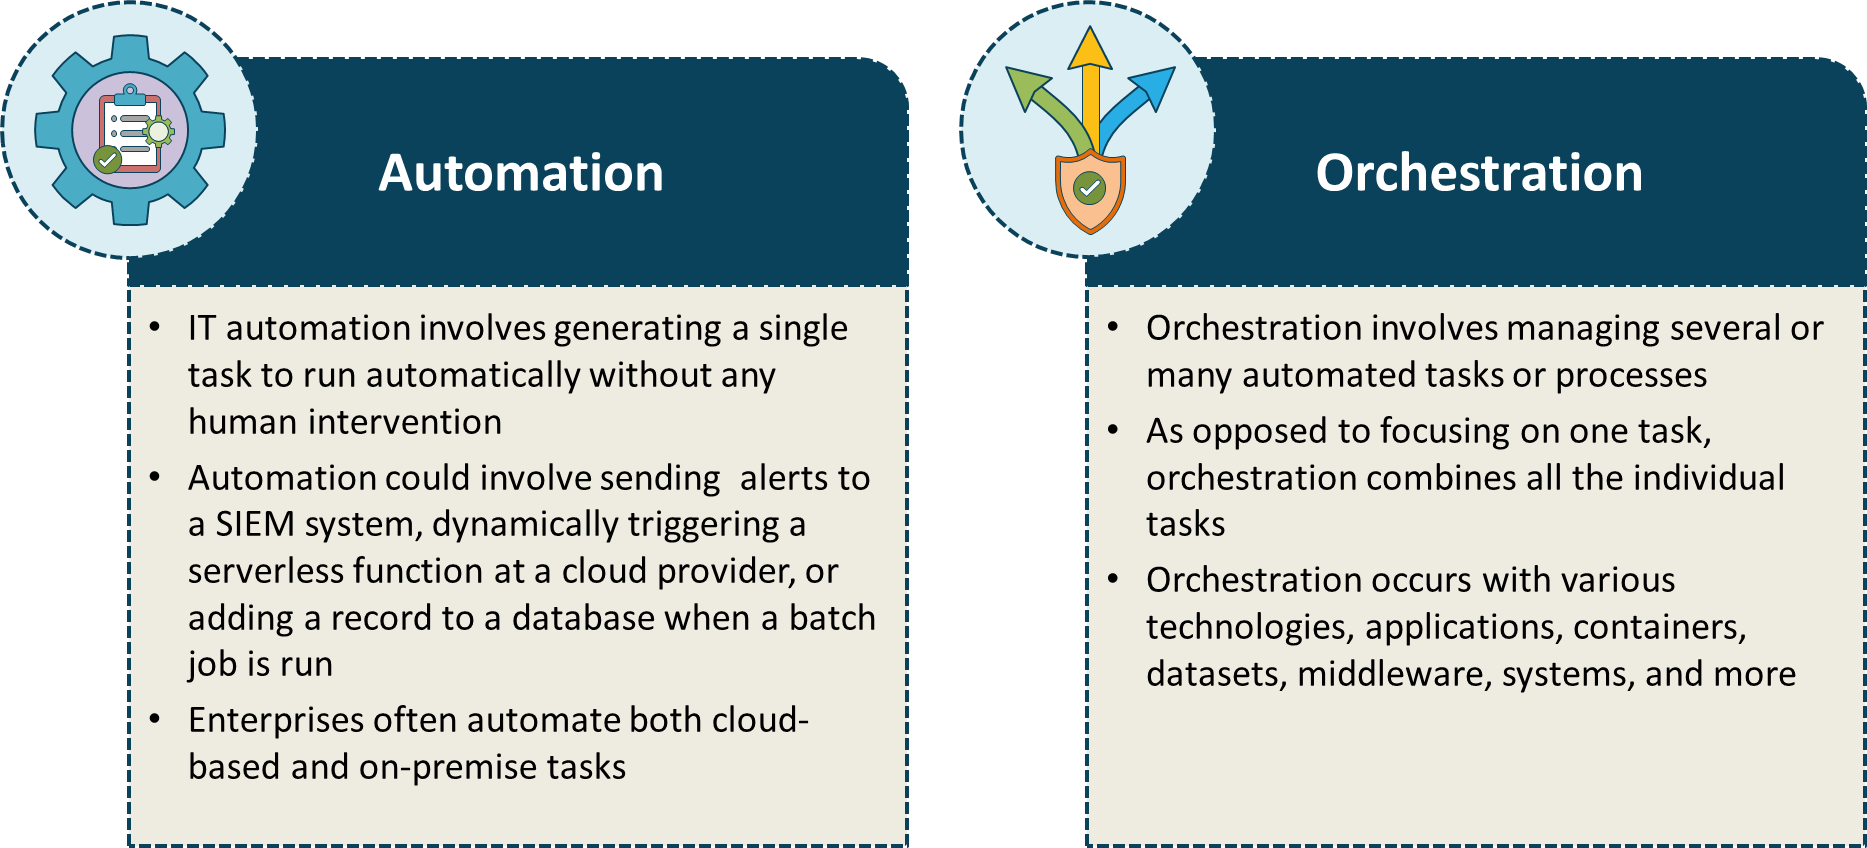 Automation
• IT automation involves generating a single
task to run automatically without any
human intervention
• Automation could involve sending  alerts to
a SIEM system, dynamically triggering a
serverless function at a cloud provider, or
adding a record to a database when a batch
job is run
• Enterprises often automate both cloud-
based and on-premise tasks
Orchestration
• Orchestration involves managing several or
many automated tasks or processes
• As opposed to focusing on one task,
orchestration combines all the individual
tasks
• Orchestration occurs with various
technologies, applications, containers,
datasets, middleware, systems, and more